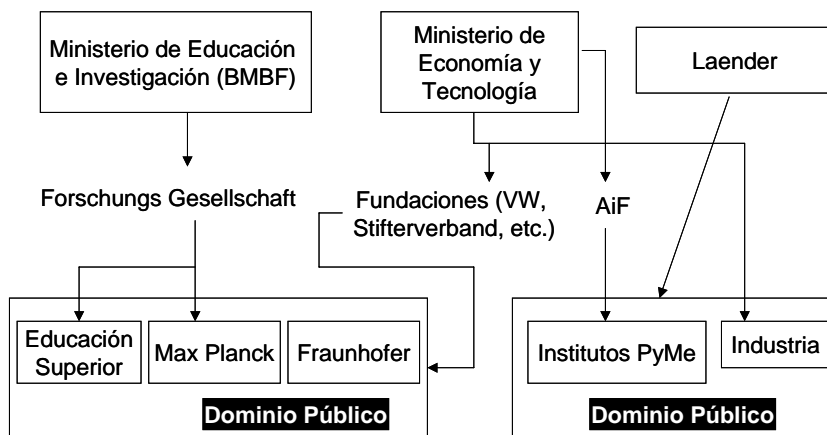 Ministerio de Educación
e Investigación (BMBF)
Ministerio de
Economía y
Tecnología
Laender
Forschungs Gesellschaft
Fundaciones (VW,
Stifterverband, etc.)
AiF
Educación
Superior
Max Planck
Fraunhofer
Institutos PyMe
Industria
Dominio Público
Dominio Público